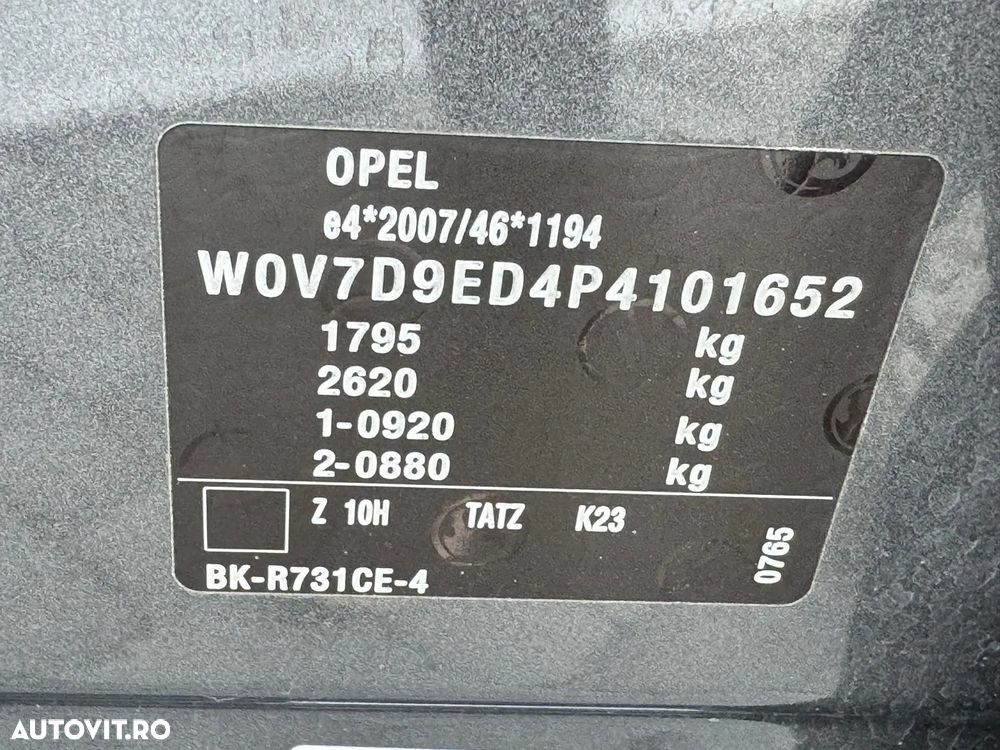 OPEL
e4*2007/46*1194
W0V7D9ED4P4101652
1795 kg
2620 kg
1-0920 kg
2-0880 kg
Z 10H TATZ K23
0765
BK-R731CE-4
AUTOVIT.RO